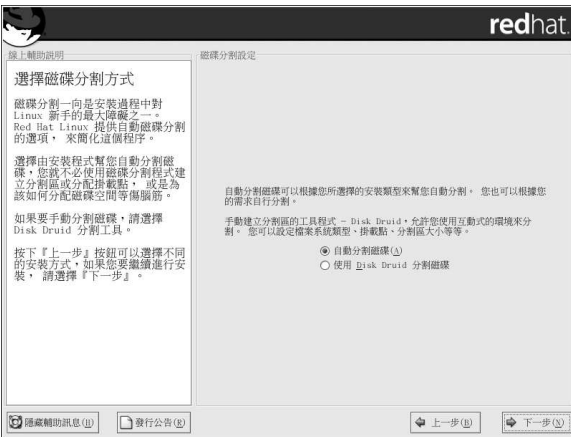 redhat.
線上輔助說明
磁碟分割設定
選擇磁碟分割方式
磁碟分割一向是安裝過程中對
Linux 新手的最大障礙之一。
Red Hat Linux 提供自動磁碟分割
的選項， 來簡化這個程序。
選擇由安裝程式幫您自動分割磁
碟，您就不必使用磁碟分割程式建
立分割區或分配掛載點， 或是為
該如何分配磁碟空間等傷腦筋。
如果要手動分割磁碟，請選擇
Disk Druid 分割工具。
按下『上一步』按鈕可以選擇不同
的安裝方式，如果您要繼續進行安
裝， 請選擇『下一步』。
自動分割磁碟可以根據您所選擇的安裝類型來幫您自動分割。 您也可以根據您
的需求自行分割。
手動建立分割區的工具程式 - Disk Druid，允許您使用互動式的環境來分
割。 您可以設定檔案系統類型、掛載點、分割區大小等等。
自動分割磁碟(A)
使用 Disk Druid 分割磁碟
隱藏輔助訊息(H)
發行公告(R)
上一步(B)
下一步(N)